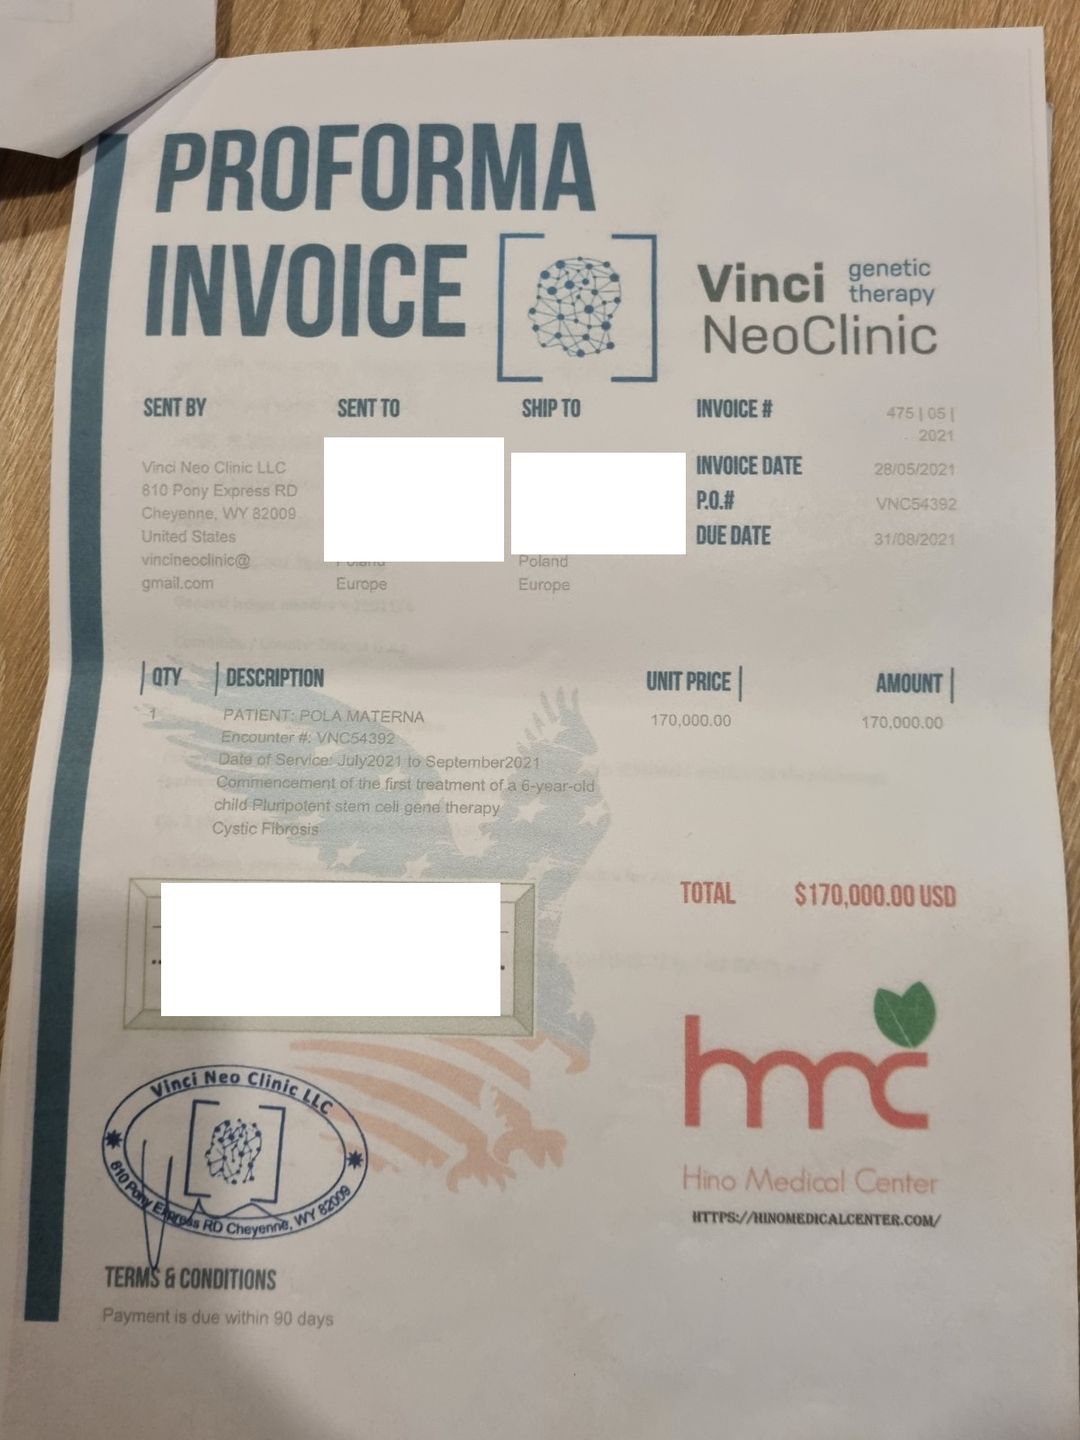 PROFORMA
INVOICE
Vinci genetic therapy
NeoClinic
SENT BY
Vinci Neo Clinic LLC
810 Pony Express RD
Cheyenne, WY 82009
United States
vincineoclinic@
gmail.com
SENT TO
Poland
Europe
SHIP TO
Poland
Europe
INVOICE # 475 | 05 |
2021
INVOICE DATE 28/05/2021
P.O.# VNC54392
DUE DATE 31/08/2021
QTY DESCRIPTION UNIT PRICE AMOUNT
1 PATIENT: POLA MATERNA 170,000.00 170,000.00
Encounter #: VNC54392
Date of Service: July2021 to September2021
Commencement of the first treatment of a 6-year-old
child Pluripotent stem cell gene therapy
Cystic Fibrosis
TOTAL $170,000.00 USD
hmc
Hino Medical Center
HTTPS://HINOMEDICALCENTER.COM/
Vinci Neo Clinic LLC
810 Pony Express RD Cheyenne, WY 82009
TERMS & CONDITIONS
Payment is due within 90 days